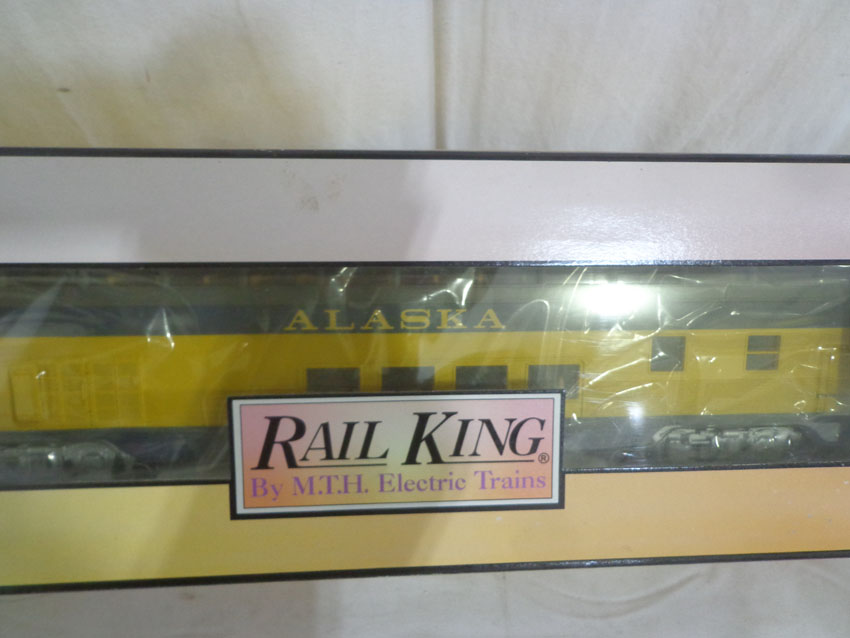 ALASKA
RAIL KING®
By M.T.H. Electric Trains